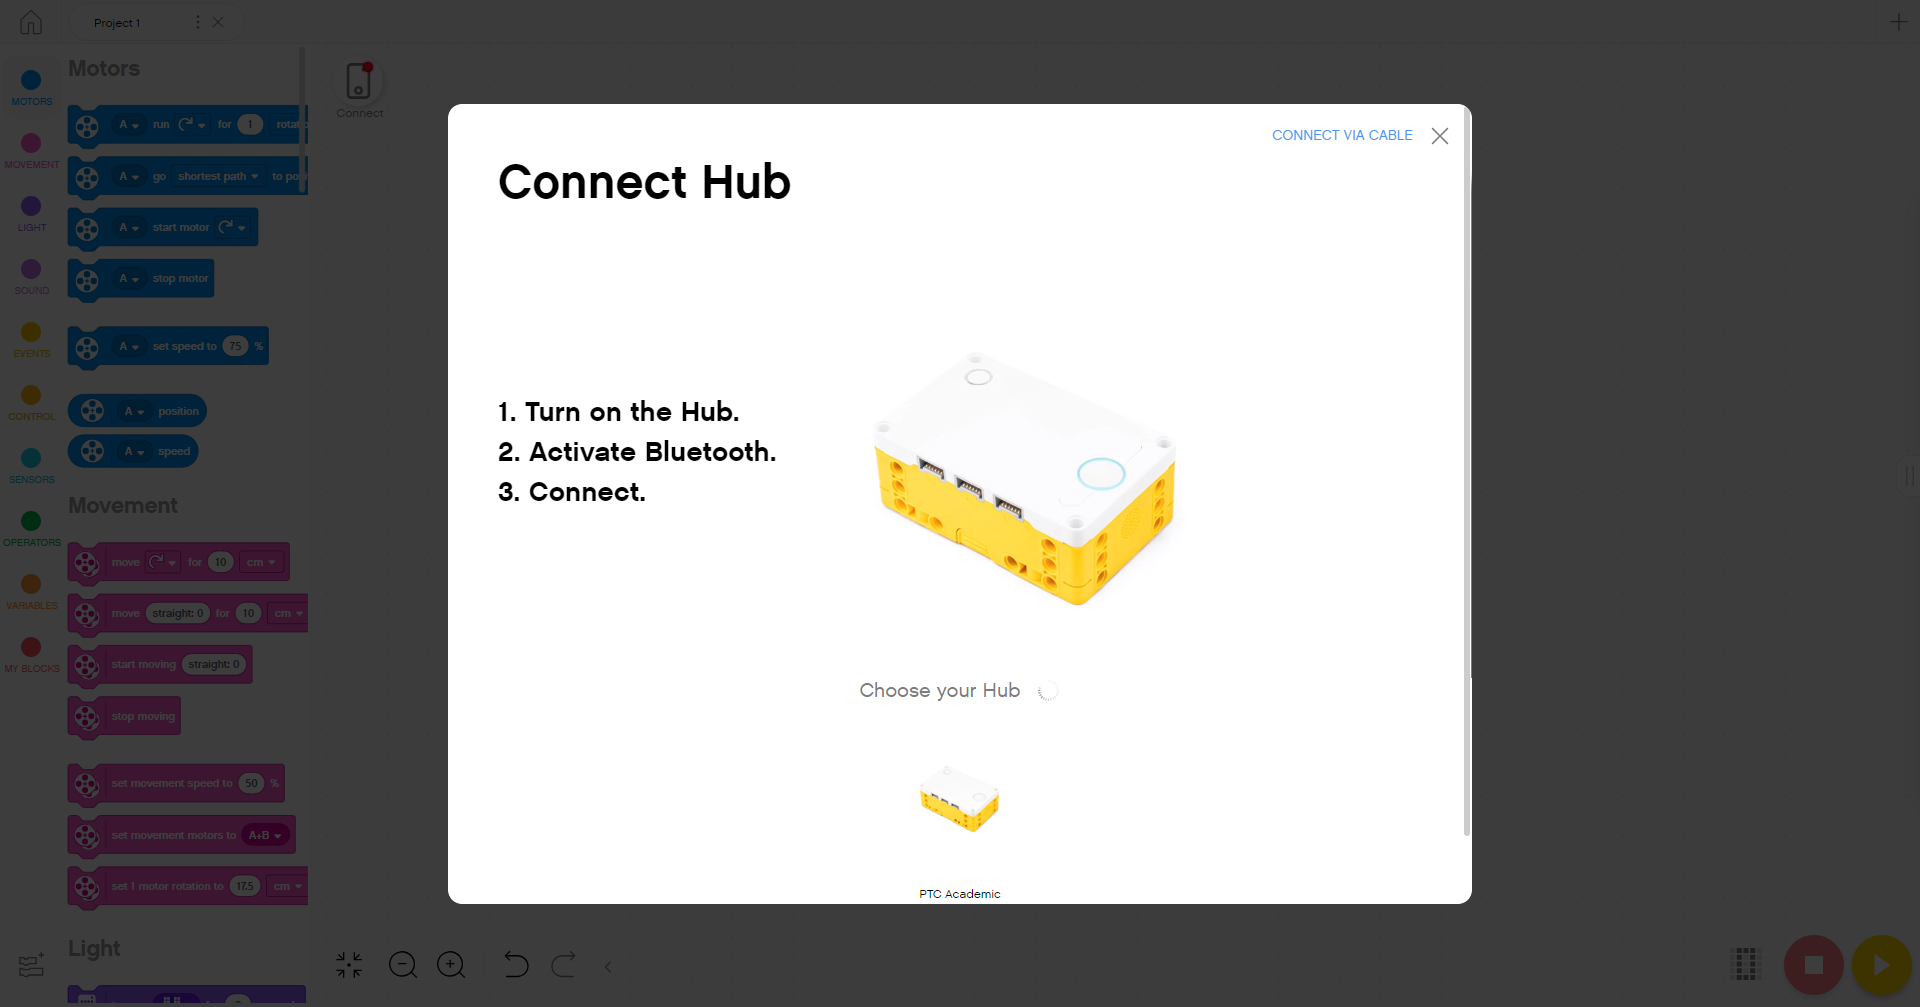 Project 1
Connect
MOTORS
MOVEMENT
LIGHT
SOUND
EVENTS
CONTROL
SENSORS
OPERATORS
VARIABLES
MY BLOCKS
Motors
A run for 1
A go shortest path to
A start motor
A stop motor
A set speed to 75 %
A position
A speed
Movement
move for 10 cm
move straight: 0 for 10 cm
start moving straight: 0
stop moving
set movement speed to 50 %
set movement motors to A+B
set 1 motor rotation to 17.5 cm
Light
CONNECT VIA CABLE
Connect Hub
1. Turn on the Hub.
2. Activate Bluetooth.
3. Connect.
Choose your Hub
PTC Academic